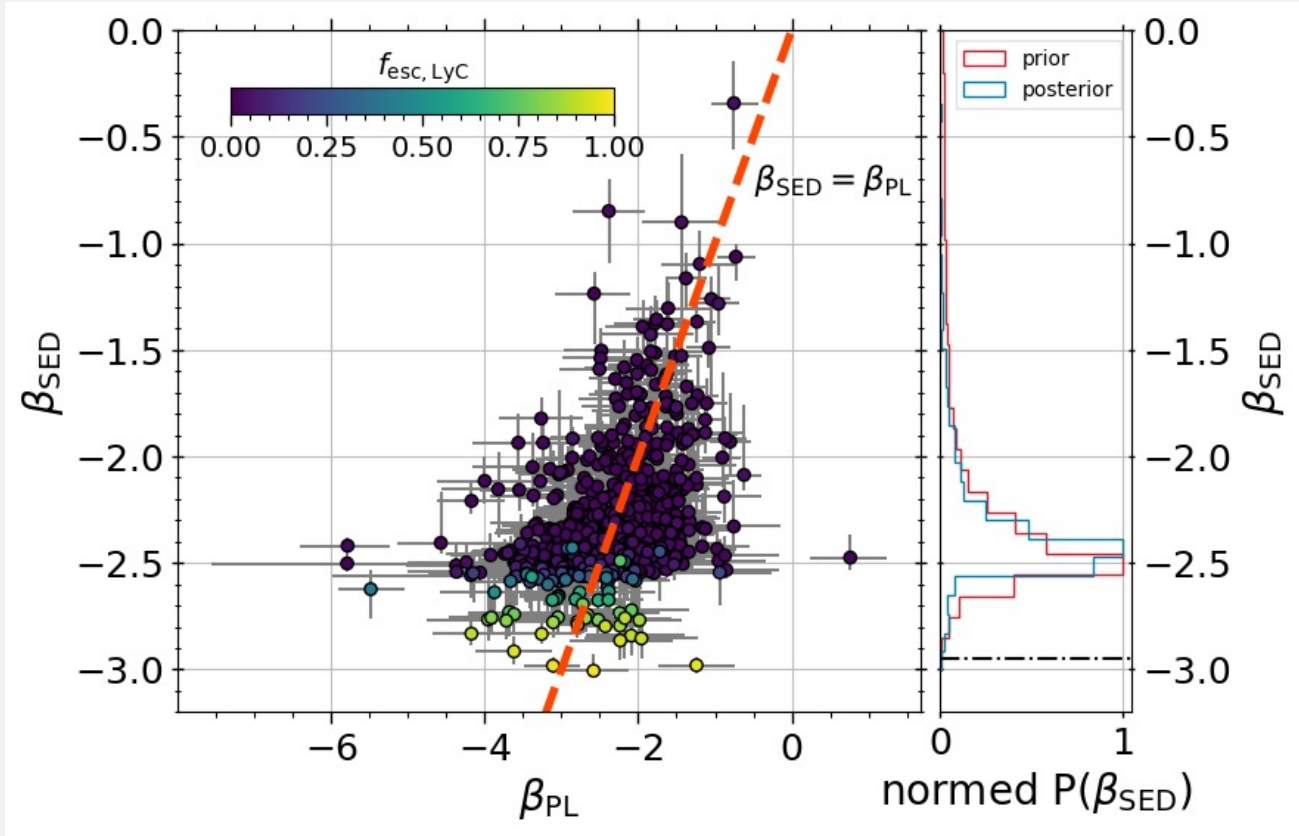 0.0
−0.5
−1.0
−1.5
−2.0
−2.5
−3.0
β_SED
f_esc, LyC
0.00 0.25 0.50 0.75 1.00
β_SED = β_PL
−6 −4 −2 0
β_PL
prior
posterior
0.0
−0.5
−1.0
−1.5
−2.0
−2.5
−3.0
β_SED
0 1
normed P(β_SED)